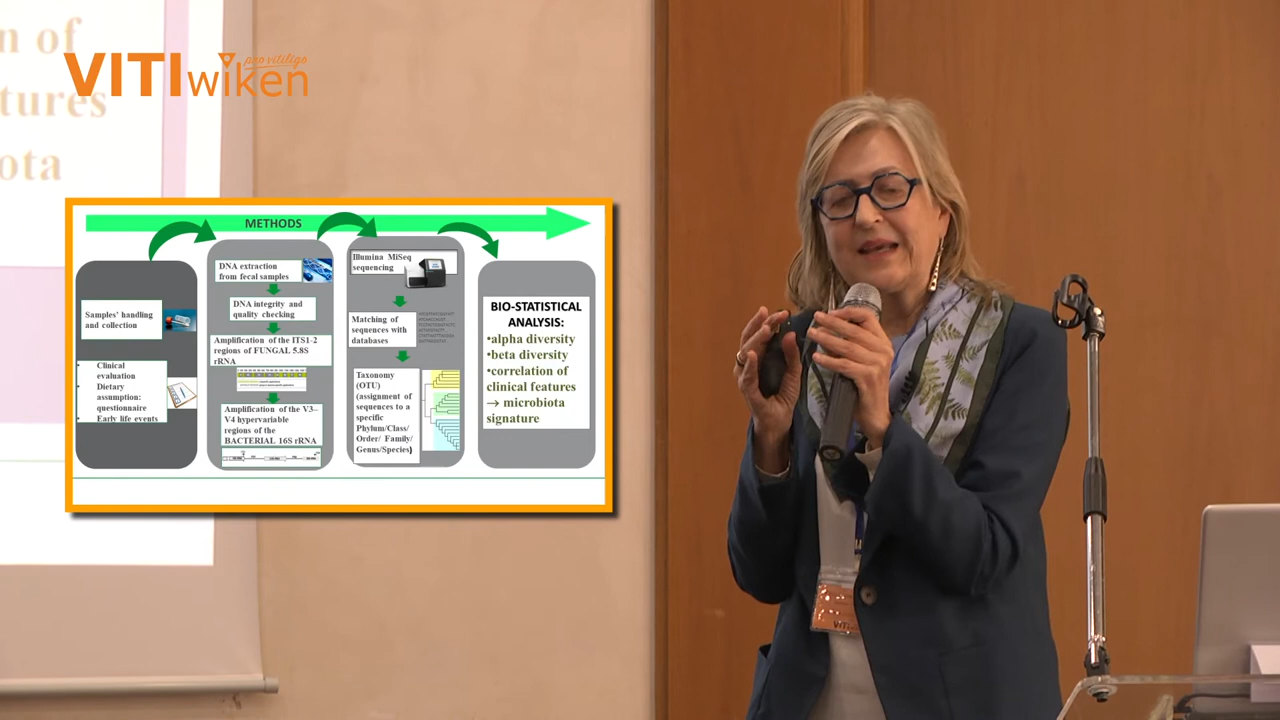 n of
tures
ota
VITIwiken
pro vitiligo
METHODS
Samples' handling
and collection
Clinical
evaluation
Dietary
assumption:
questionnaire
Early life events
DNA extraction
from fecal samples
DNA integrity and
quality checking
Amplification of the ITS1-2
regions of FUNGAL 5.8S
rRNA
Amplification of the V3–
V4 hypervariable
regions of the
BACTERIAL 16S rRNA
Illumina MiSeq
sequencing
Matching of
sequences with
databases
Taxonomy
(OTU)
(assignment of
sequences to a
specific
Phylum/Class/
Order/ Family/
Genus/Species)
BIO-STATISTICAL
ANALYSIS:
•alpha diversity
•beta diversity
•correlation of
clinical features
→ microbiota
signature
VITI